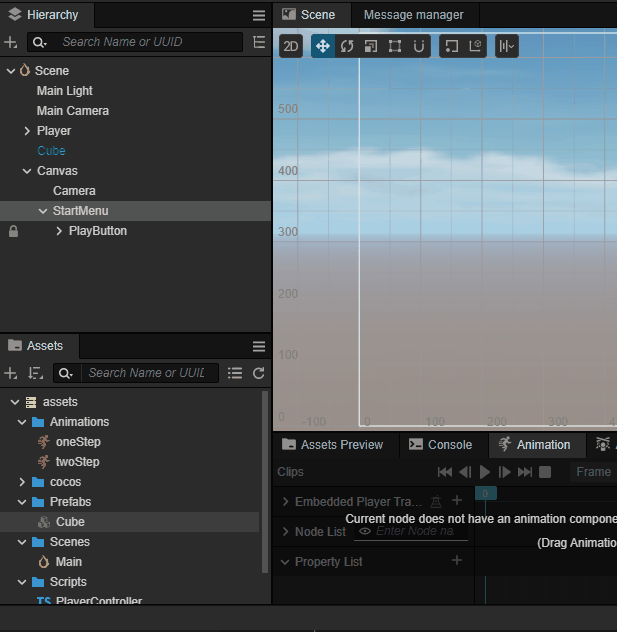 Hierarchy
Search Name or UUID
Scene
Main Light
Main Camera
Player
Cube
Canvas
Camera
StartMenu
PlayButton
Scene
Message manager
2D
500
400
300
200
100
0
-100
0
100
200
300
Assets
Search Name or UUID
assets
Animations
oneStep
twoStep
cocos
Prefabs
Cube
Scenes
Main
Scripts
TS PlayerController
Assets Preview
Console
Animation
Clips
Frame
Embedded Player Tra...
0
Current node does not have an animation compone
Node List
Enter Node na
(Drag Animatio
Property List